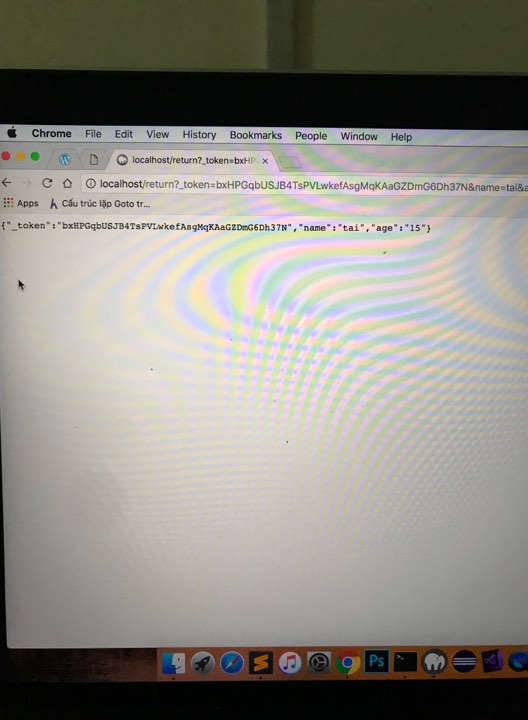 Chrome File Edit View History Bookmarks People Window Help
localhost/return?_token=bxHP
localhost/return?_token=bxHPGqbUSJB4TsPVLwkefAsgMqKAaGZDmG6Dh37N&name=tai&a
Apps Cấu trúc lặp Goto tr...
{"_token":"bxHPGqbUSJB4TsPVLwkefAsgMqKAaGZDmG6Dh37N","name":"tai","age":"15"}
Ps